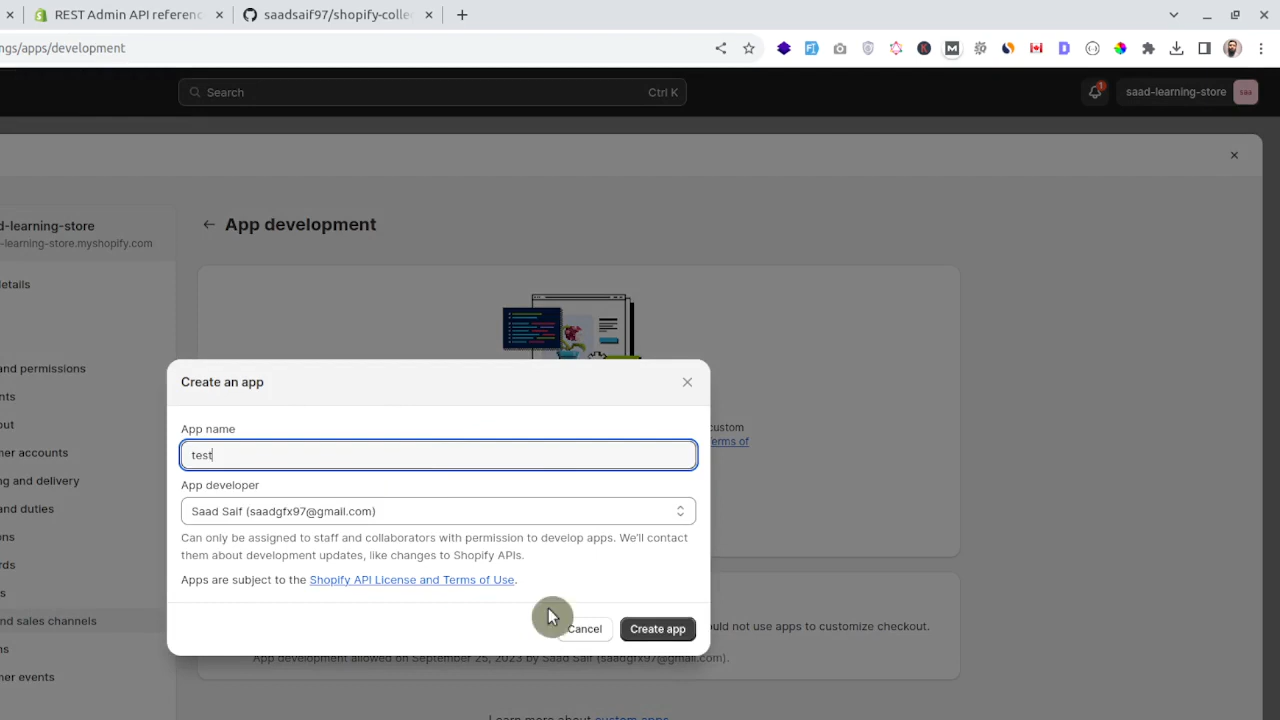 REST Admin API referenc
saadsaif97/shopify-colle
ngs/apps/development
Search
Ctrl K
1
saad-learning-store
saa
d-learning-store
-learning-store.myshopify.com
App development
etails
and permissions
nts
out
ner accounts
ng and delivery
and duties
ons
rds
s
and sales channels
ns
ner events
custom
erms of
Create an app
App name
test
App developer
Saad Saif (saadgfx97@gmail.com)
Can only be assigned to staff and collaborators with permission to develop apps. We'll contact
them about development updates, like changes to Shopify APIs.
Apps are subject to the Shopify API License and Terms of Use.
Cancel
Create app
ould not use apps to customize checkout.
App development allowed on September 25, 2023 by Saad Saif (saadgfx97@gmail.com).
Learn more about custom apps